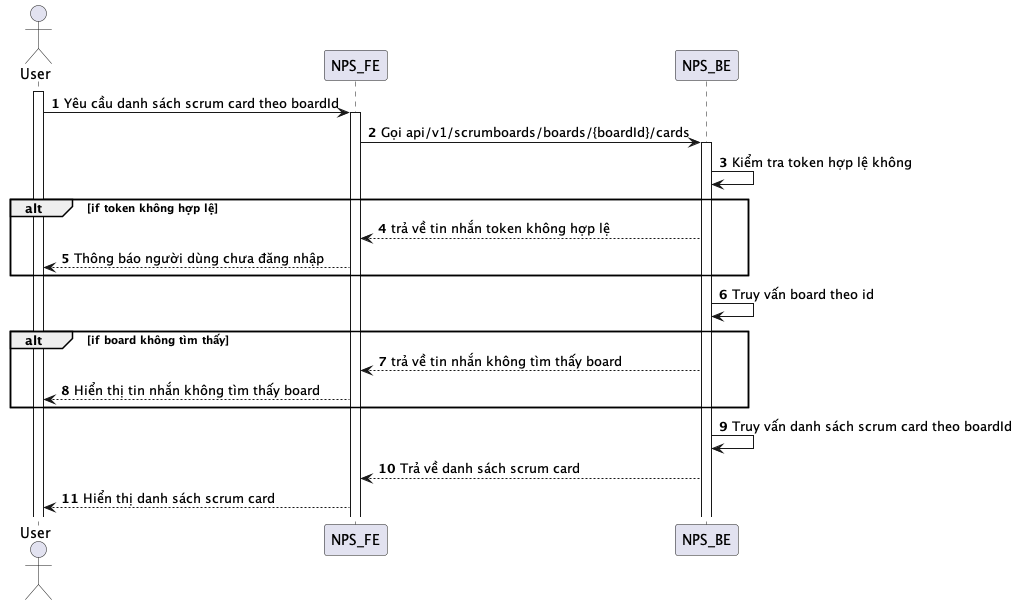 User
NPS_FE
NPS_BE
1 Yêu cầu danh sách scrum card theo boardId
2 Gọi api/v1/scrumboards/boards/{boardId}/cards
3 Kiểm tra token hợp lệ không
alt [if token không hợp lệ]
4 trả về tin nhắn token không hợp lệ
5 Thông báo người dùng chưa đăng nhập
6 Truy vấn board theo id
alt [if board không tìm thấy]
7 trả về tin nhắn không tìm thấy board
8 Hiển thị tin nhắn không tìm thấy board
9 Truy vấn danh sách scrum card theo boardId
10 Trả về danh sách scrum card
11 Hiển thị danh sách scrum card
User
NPS_FE
NPS_BE